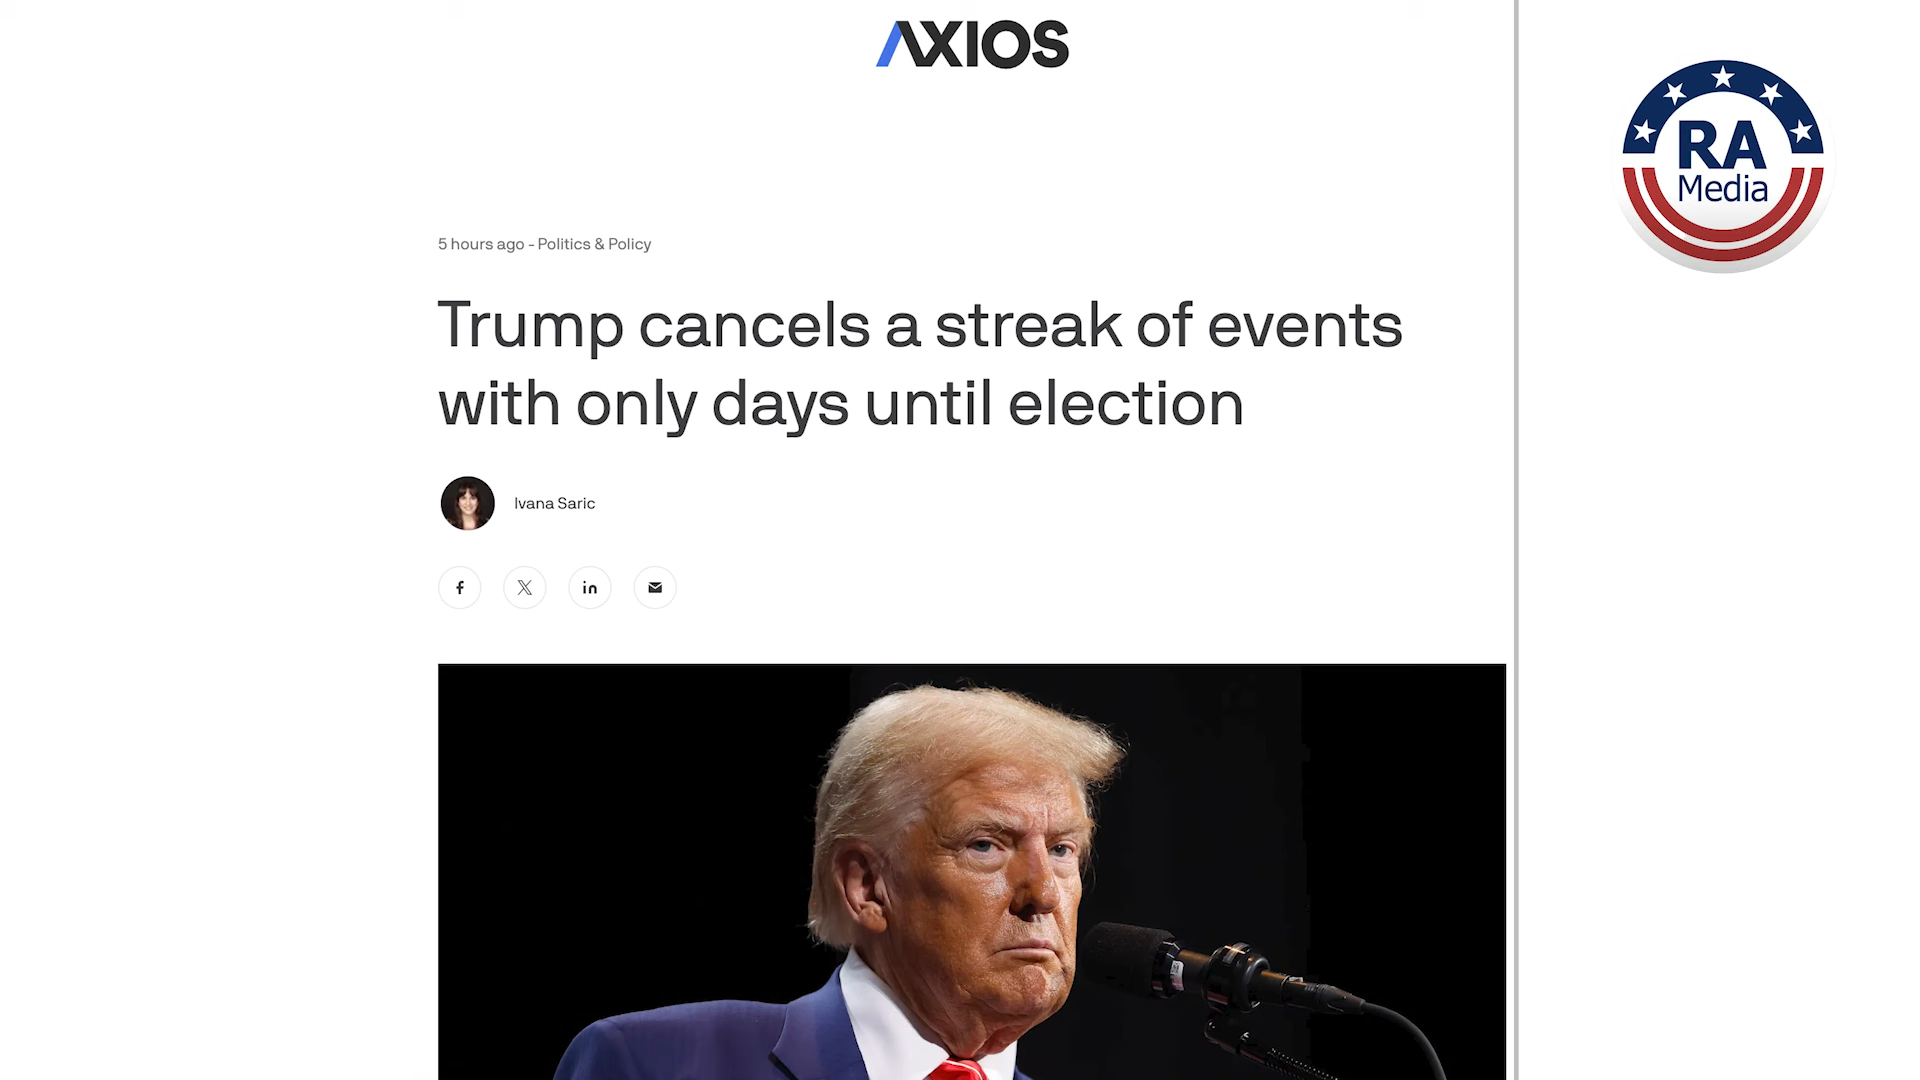 AXIOS
RA
Media
5 hours ago - Politics & Policy
Trump cancels a streak of events
with only days until election
Ivana Saric